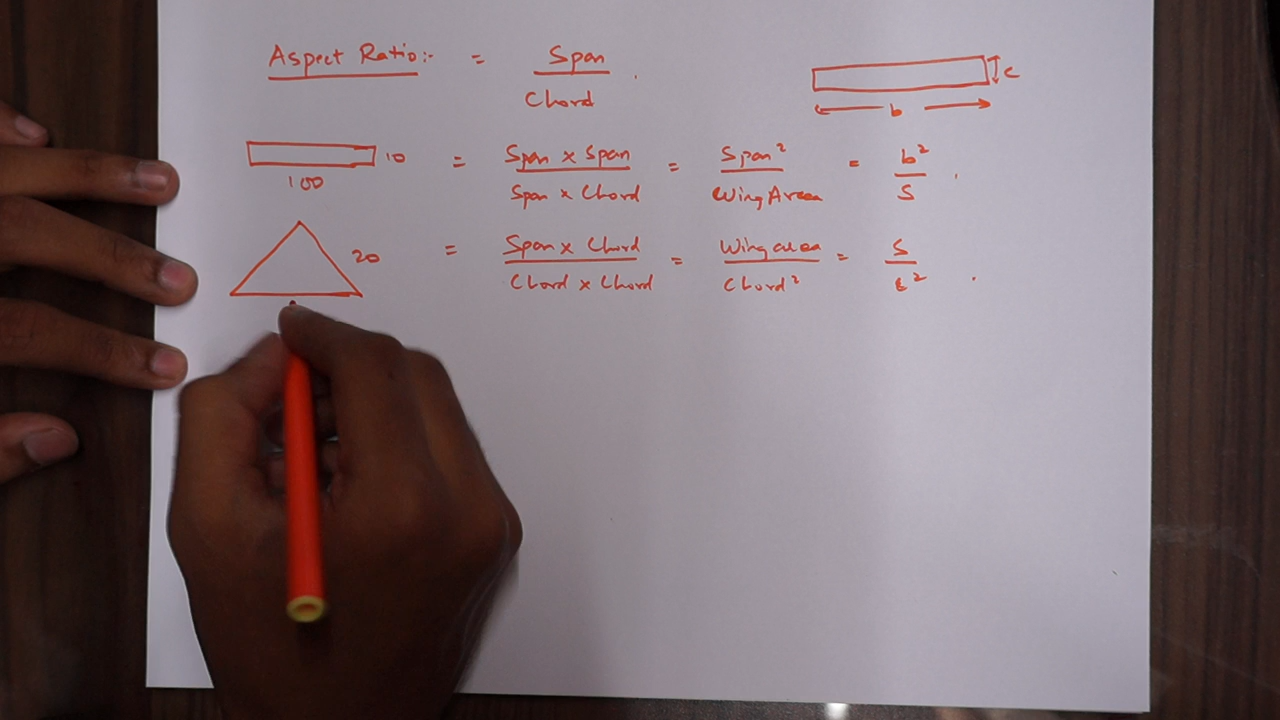 Aspect Ratio:- = Span / Chord .
c
b
10
100
= Span x Span / Span x Chord = Span² / Wing Area = b² / S .
20
= Span x Chord / Chord x Chord = Wing area / Chord² = S / c² .